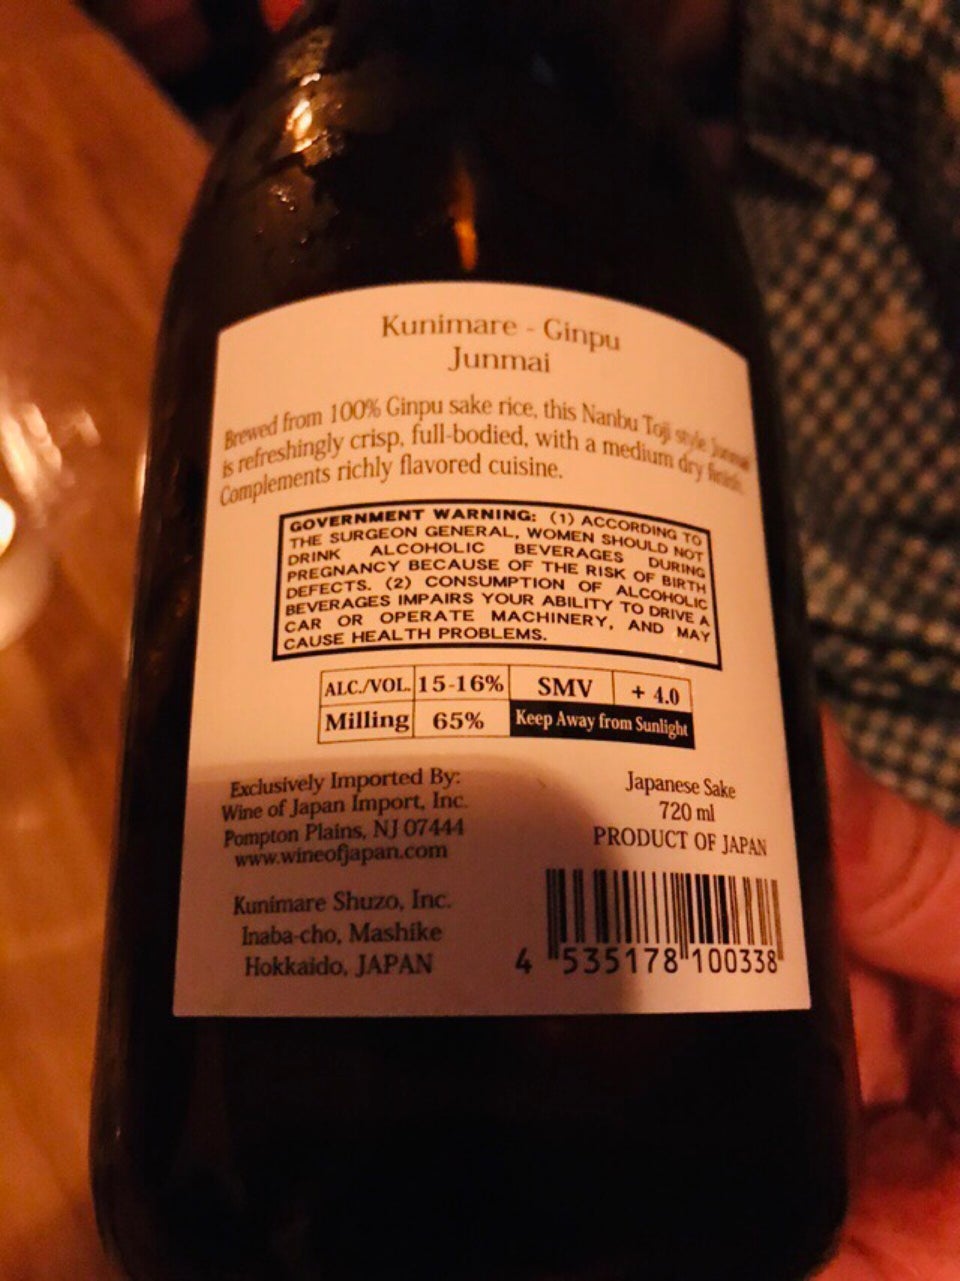 Kunimare - Ginpu
Junmai
Brewed from 100% Ginpu sake rice, this Nanbu Toji style Junmai
is refreshingly crisp, full-bodied, with a medium dry finish.
Complements richly flavored cuisine.
GOVERNMENT WARNING: (1) ACCORDING TO
THE SURGEON GENERAL, WOMEN SHOULD NOT
DRINK ALCOHOLIC BEVERAGES DURING
PREGNANCY BECAUSE OF THE RISK OF BIRTH
DEFECTS. (2) CONSUMPTION OF ALCOHOLIC
BEVERAGES IMPAIRS YOUR ABILITY TO DRIVE A
CAR OR OPERATE MACHINERY, AND MAY
CAUSE HEALTH PROBLEMS.
ALC./VOL. 15-16% SMV + 4.0
Milling 65% Keep Away from Sunlight
Exclusively Imported By:
Wine of Japan Import, Inc.
Pompton Plains, NJ 07444
www.wineofjapan.com
Kunimare Shuzo, Inc.
Inaba-cho, Mashike
Hokkaido, JAPAN
Japanese Sake
720 ml
PRODUCT OF JAPAN
4 535178 100338